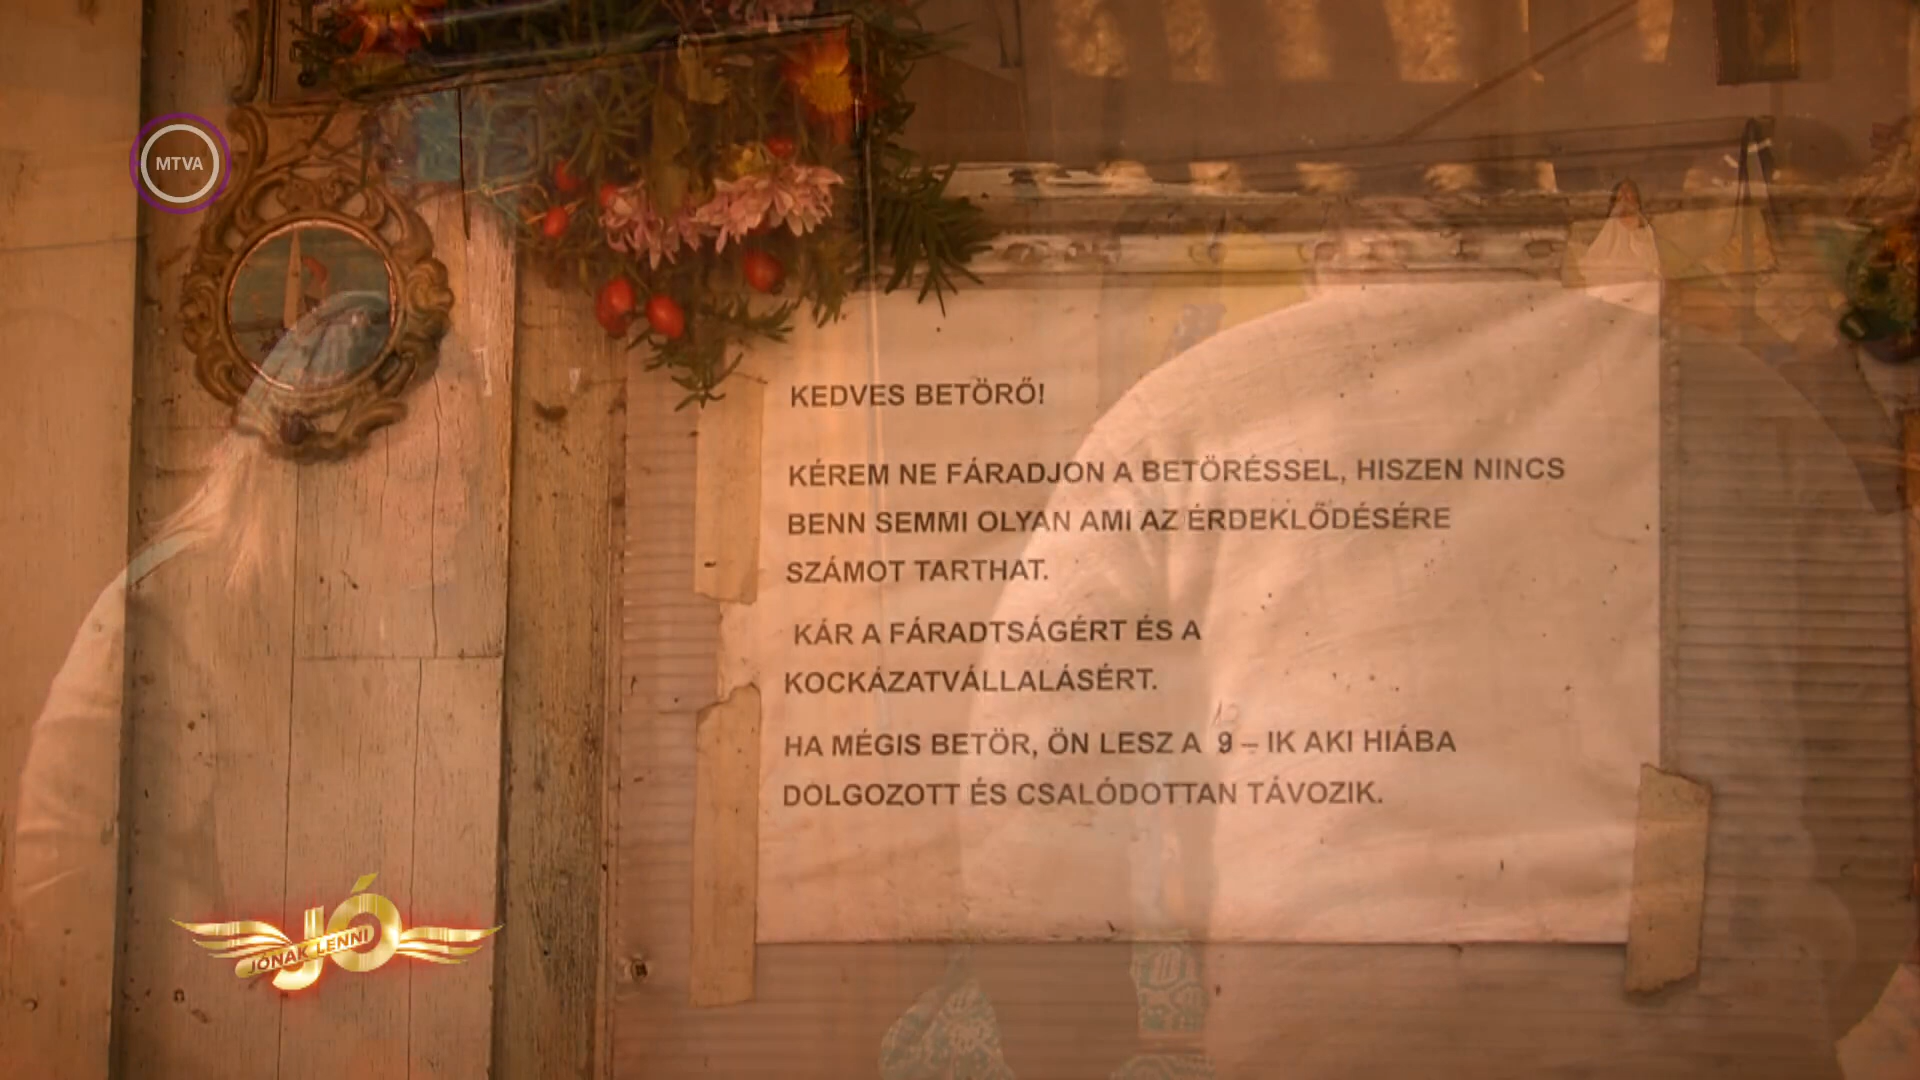 MTVA
KEDVES BETÖRŐ!
KÉREM NE FÁRADJON A BETÖRÉSSEL, HISZEN NINCS
BENN SEMMI OLYAN AMI AZ ÉRDEKLŐDÉSÉRE
SZÁMOT TARTHAT.
KÁR A FÁRADTSÁGÉRT ÉS A
KOCKÁZATVÁLLALÁSÉRT.
HA MÉGIS BETÖR, ÖN LESZ A 9 – IK AKI HIÁBA
DOLGOZOTT ÉS CSALÓDOTTAN TÁVOZIK.
JÓ
JÓNAK LENNI